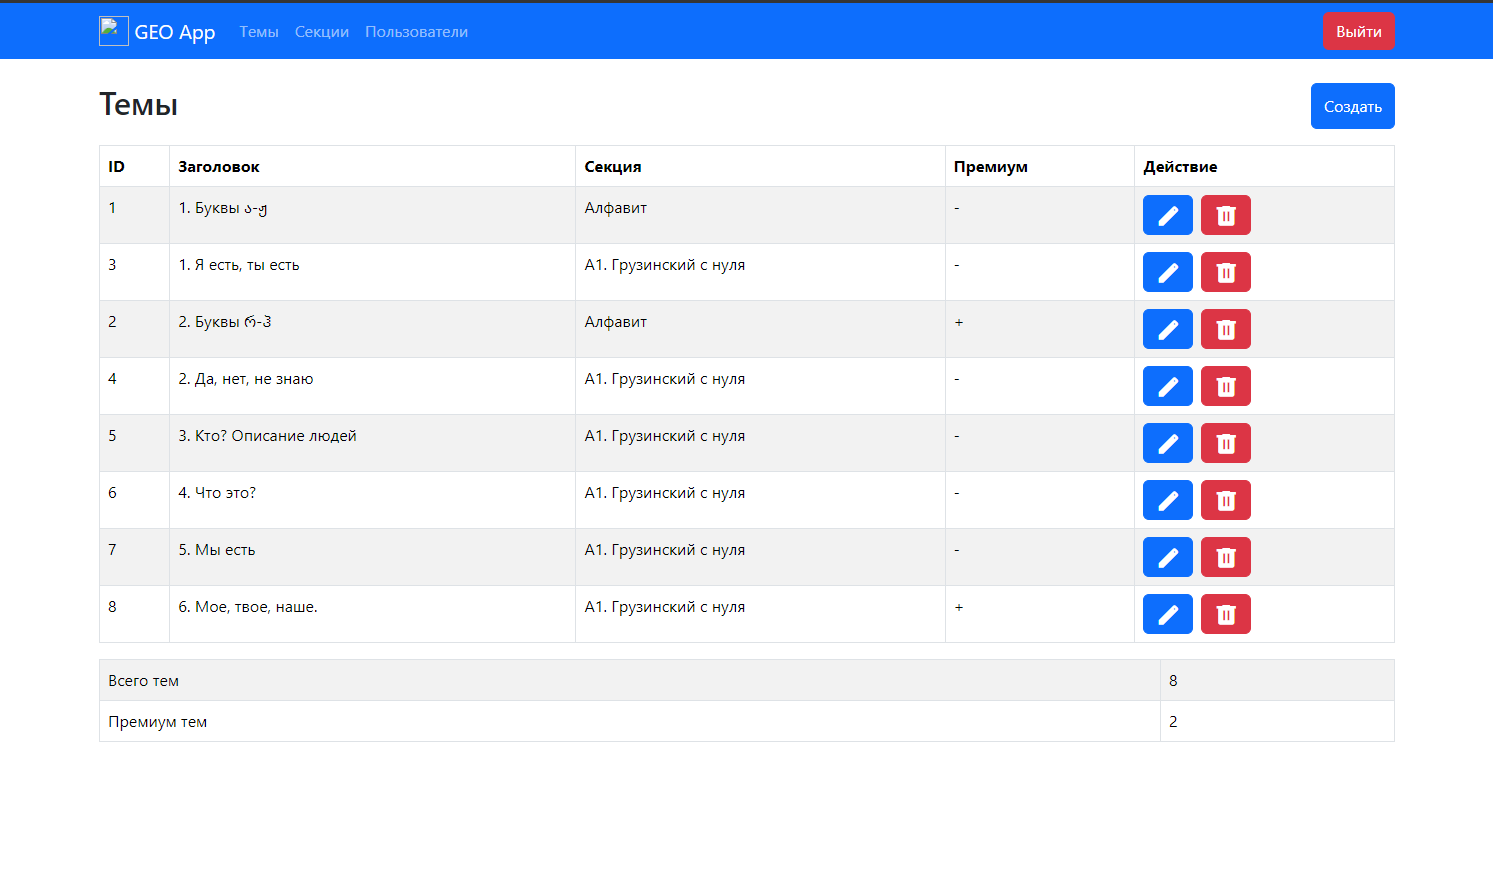 GEO App Темы Секции Пользователи Выйти
Темы Создать
ID Заголовок Секция Премиум Действие
1 1. Буквы ა-ჟ Алфавит -
3 1. Я есть, ты есть А1. Грузинский с нуля -
2 2. Буквы რ-ჰ Алфавит +
4 2. Да, нет, не знаю А1. Грузинский с нуля -
5 3. Кто? Описание людей А1. Грузинский с нуля -
6 4. Что это? А1. Грузинский с нуля -
7 5. Мы есть А1. Грузинский с нуля -
8 6. Мое, твое, наше. А1. Грузинский с нуля +
Всего тем 8
Премиум тем 2